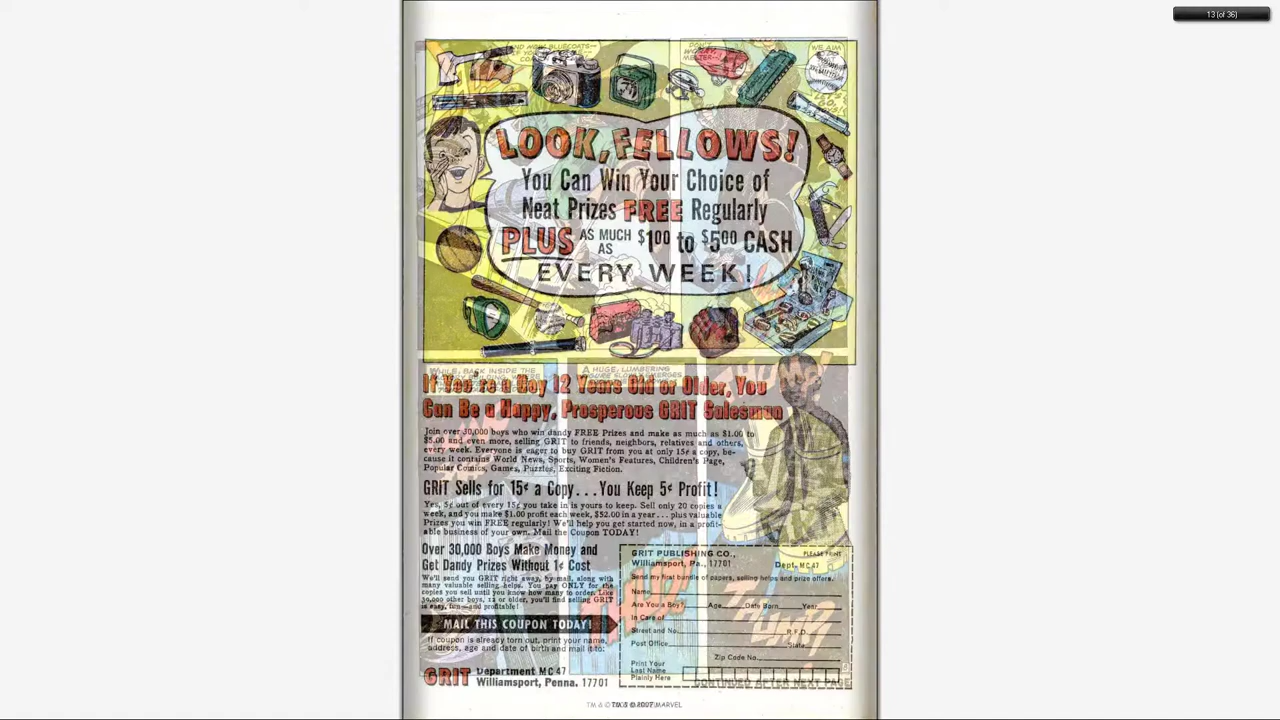 13 (of 36)
LOOK, FELLOWS!
You Can Win Your Choice of
Neat Prizes FREE Regularly
PLUS AS MUCH AS $1.00 to $5.00 CASH
EVERY WEEK!
WHILE, BACK INSIDE THE
A HUGE, LUMBERING
If You're a Boy 12 Years Old or Older, You
Can Be a Happy, Prosperous GRIT Salesman
Join over 30,000 boys who win dandy FREE Prizes and make as much as $1.00 to
$5.00 and even more, selling GRIT to friends, neighbors, relatives and others,
every week. Everyone is eager to buy GRIT from you at only 15¢ a copy, be-
cause it contains World News, Sports, Women's Features, Children's Page,
Popular Comics, Games, Puzzles, Exciting Fiction.
GRIT Sells for 15¢ a Copy...You Keep 5¢ Profit!
Yes, 5¢ out of every 15¢ you take in is yours to keep. Sell only 20 copies a
week, and you make $1.00 profit each week, $52.00 in a year... plus valuable
Prizes you win FREE regularly! We'll help you get started now, in a profit-
able business of your own. Mail the Coupon TODAY!
Over 30,000 Boys Make Money and
Get Dandy Prizes Without 1¢ Cost
We'll send you GRIT right away, by mail, along with
many valuable selling helps. You pay ONLY for the
copies you sell until you know how many to order. Like
30,000 other boys, 12 or older, you'll find selling GRIT
is easy, fun—and profitable!
MAIL THIS COUPON TODAY!
If coupon is already torn out, print your name,
address, age and date of birth and mail it to:
GRIT Department MC 47
Williamsport, Penna. 17701
GRIT PUBLISHING CO., PLEASE PRINT
Williamsport, Pa., 17701 Dept. MC 47
Send my first bundle of papers, selling helps and prize offers.
Name
Are You a Boy? Age Date Born Year
In Care of
Street and No. R.F.D.
Post Office State
Zip Code No.
Print Your
Last Name
Plainly Here
CONTINUED AFTER NEXT PAGE